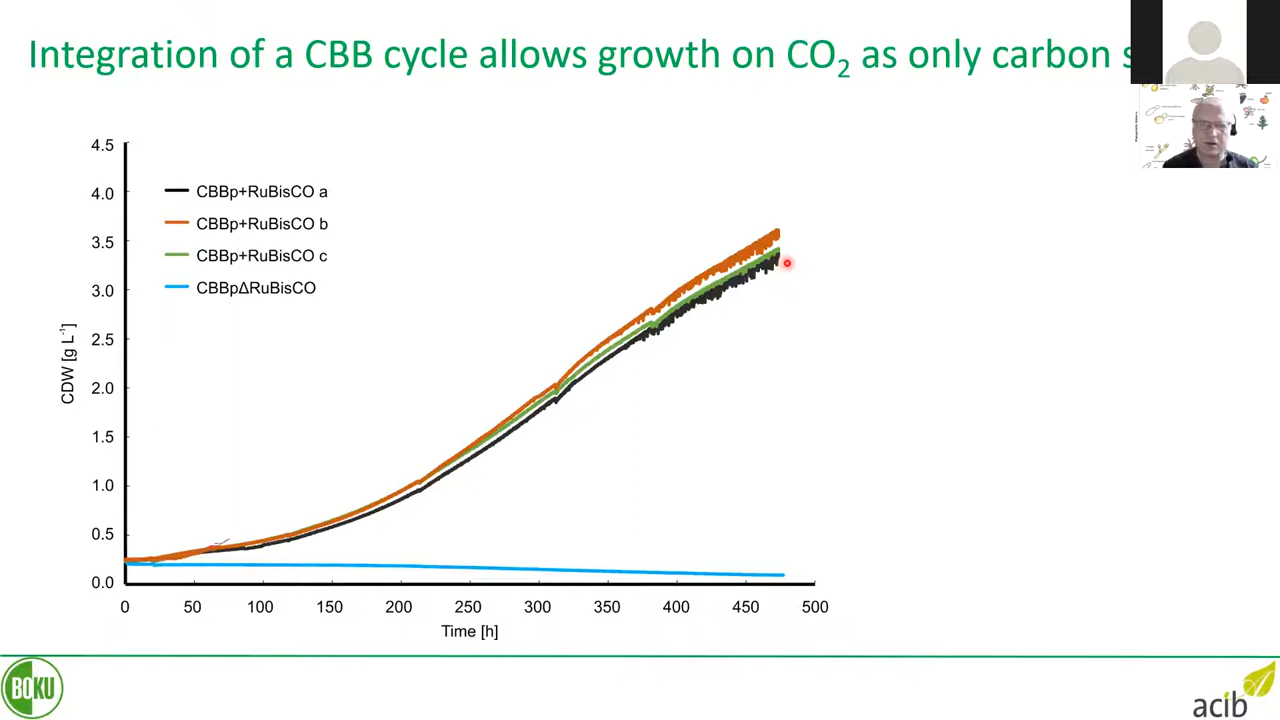 Integration of a CBB cycle allows growth on CO₂ as only carbon s
4.5
4.0
3.5
3.0
2.5
2.0
1.5
1.0
0.5
0.0
CDW [g L⁻¹]
CBBp+RuBisCO a
CBBp+RuBisCO b
CBBp+RuBisCO c
CBBpΔRuBisCO
0 50 100 150 200 250 300 350 400 450 500
Time [h]
BOKU
acib